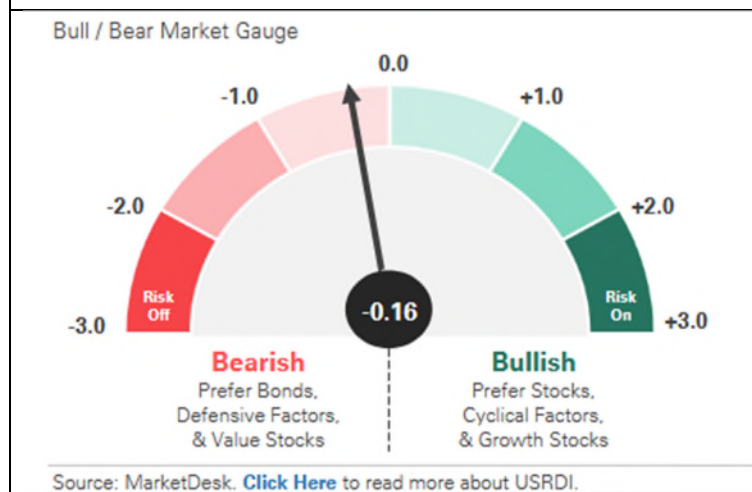 Bull / Bear Market Gauge
0.0
-1.0
+1.0
-2.0
+2.0
Risk
Off
Risk
On
-3.0
-0.16
+3.0
Bearish
Prefer Bonds,
Defensive Factors,
& Value Stocks
Bullish
Prefer Stocks,
Cyclical Factors,
& Growth Stocks
Source: MarketDesk. Click Here to read more about USRDI.